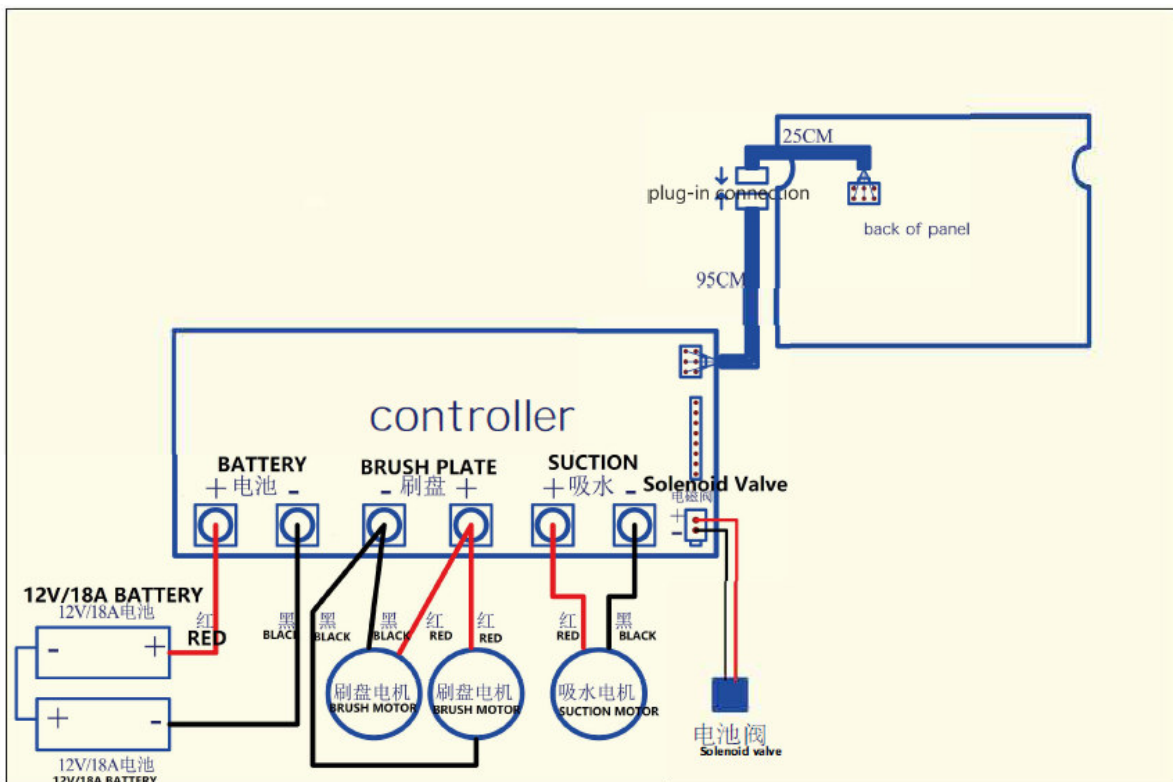 25CM
plug-in connection
back of panel
95CM
controller
BATTERY
BRUSH PLATE
SUCTION
Solenoid Valve
+ 电池 -
- 刷盘 +
+ 吸水 -
电磁阀
+
-
12V/18A BATTERY
12V/18A电池
红
RED
黑
BLACK
黑
BLACK
黑
BLACK
红
RED
红
RED
红
RED
黑
BLACK
- +
+ -
刷盘电机
BRUSH MOTOR
刷盘电机
BRUSH MOTOR
吸水电机
SUCTION MOTOR
电池阀
Solenoid valve
12V/18A电池
12V/18A BATTERY